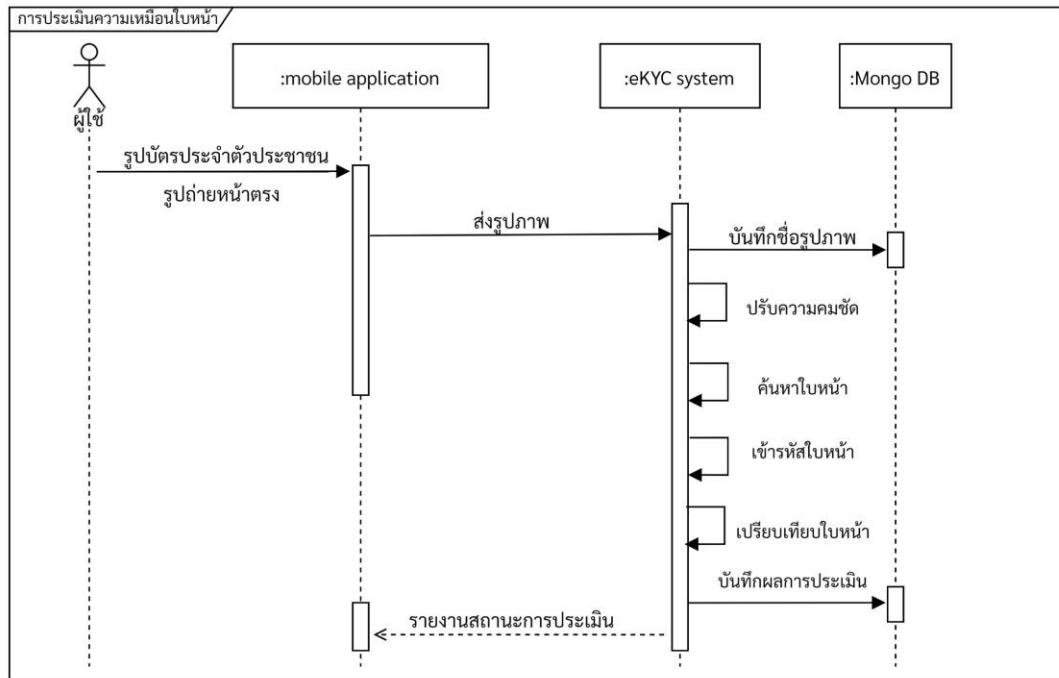 การประเมินความเหมือนใบหน้า
:mobile application
:eKYC system
:Mongo DB
ผู้ใช้
รูปบัตรประจำตัวประชาชน
รูปถ่ายหน้าตรง
ส่งรูปภาพ
บันทึกชื่อรูปภาพ
ปรับความคมชัด
ค้นหาใบหน้า
เข้ารหัสใบหน้า
เปรียบเทียบใบหน้า
บันทึกผลการประเมิน
รายงานสถานะการประเมิน